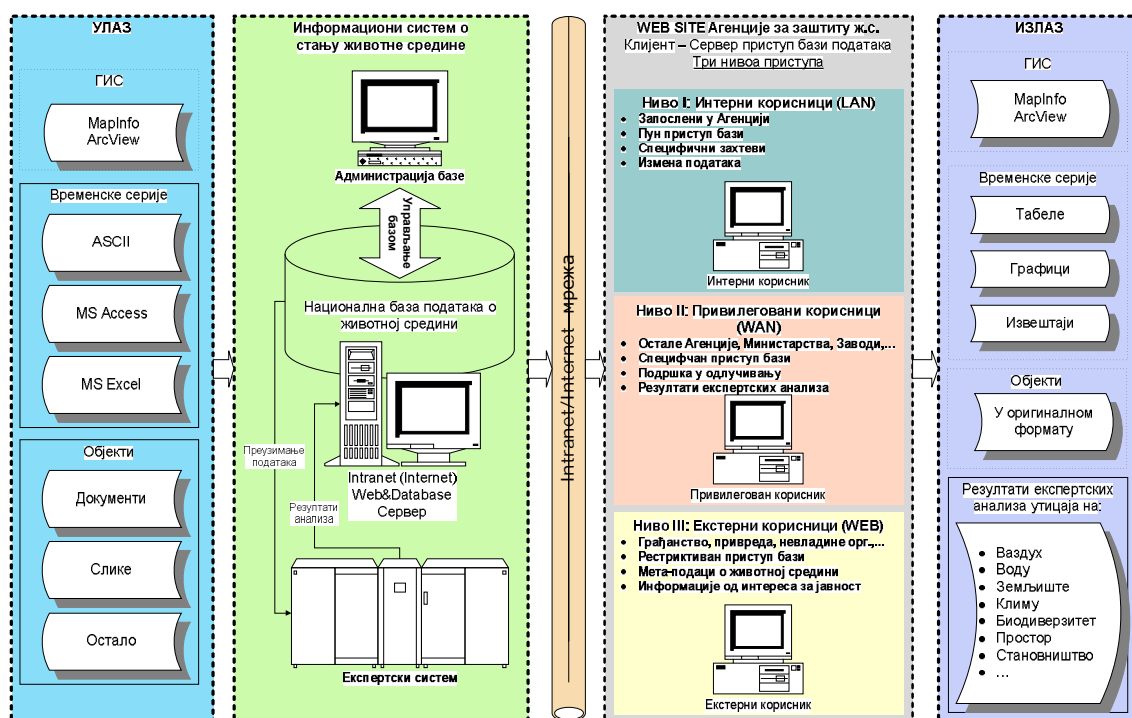 УЛАЗ
ГИС
MapInfo
ArcView
Временске серије
ASCII
MS Access
MS Excel
Објекти
Документи
Слике
Остало
Информациони систем о
стању животне средине
Администрација базе
Управљање
базом
Национална база података о
животној средини
Преузимање
података
Резултати
анализа
Intranet (Internet)
Web&Database
Сервер
Експертски систем
Intranet/Internet мрежа
WEB SITE Агенције за заштиту ж.с.
Клијент – Сервер приступ бази података
Три нивоа приступа
Ниво I: Интерни корисници (LAN)
• Запослени у Агенцији
• Пун приступ бази
• Специфични захтеви
• Измена података
Интерни корисник
Ниво II: Привилеговани корисници
(WAN)
• Остале Агенције, Министарства, Заводи,...
• Специфчан приступ бази
• Подршка у одлучивању
• Резултати експертских анализа
Привилегован корисник
Ниво III: Екстерни корисници (WEB)
• Грађанство, привреда, невладине орг.,...
• Рестриктиван приступ бази
• Мета-подаци о животној средини
• Информације од интереса за јавност
Екстерни корисник
ИЗЛАЗ
ГИС
MapInfo
ArcView
Временске серије
Табеле
Графици
Извештаји
Објекти
У оригиналном
формату
Резултати експертских
анализа утицаја на:
• Ваздух
• Воду
• Земљиште
• Климу
• Биодиверзитет
• Простор
• Становништво
• ...